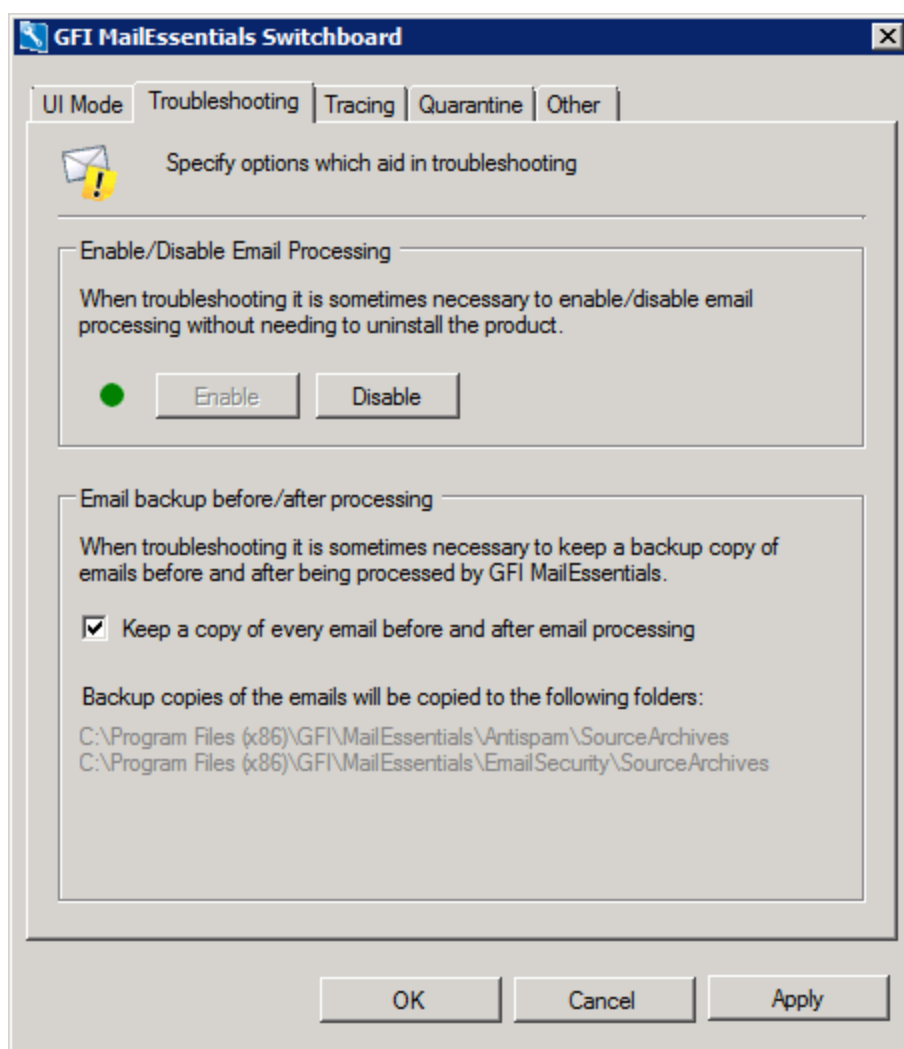 GFI MailEssentials Switchboard
UI Mode Troubleshooting Tracing Quarantine Other
Specify options which aid in troubleshooting
Enable/Disable Email Processing
When troubleshooting it is sometimes necessary to enable/disable email
processing without needing to uninstall the product.
Enable Disable
Email backup before/after processing
When troubleshooting it is sometimes necessary to keep a backup copy of
emails before and after being processed by GFI MailEssentials.
Keep a copy of every email before and after email processing
Backup copies of the emails will be copied to the following folders:
C:\Program Files (x86)\GFI\MailEssentials\Antispam\SourceArchives
C:\Program Files (x86)\GFI\MailEssentials\EmailSecurity\SourceArchives
OK Cancel Apply